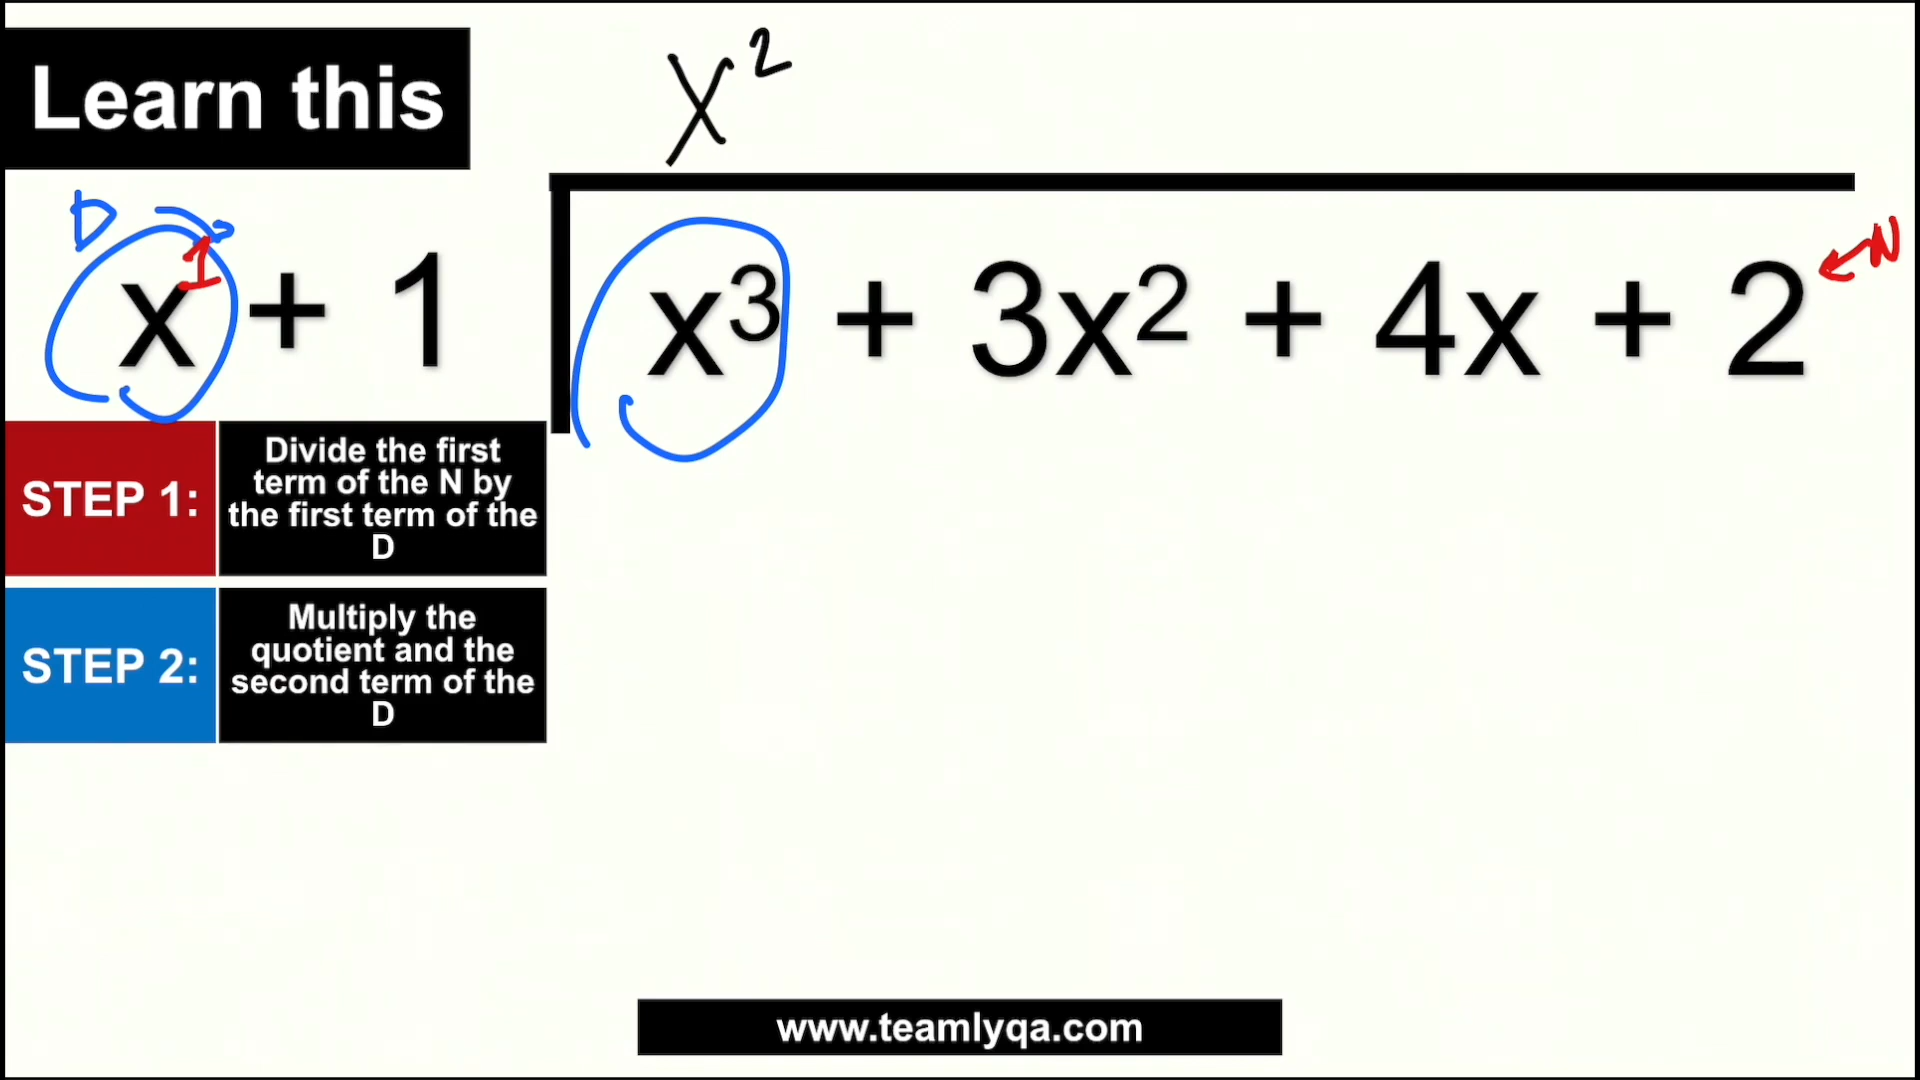 Learn this
x²
D
x¹ + 1
x³ + 3x² + 4x + 2
N
STEP 1:
Divide the first
term of the N by
the first term of the
D
STEP 2:
Multiply the
quotient and the
second term of the
D
www.teamlyqa.com